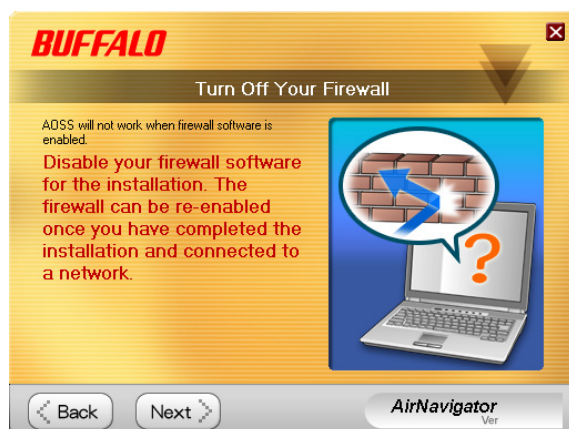 BUFFALO
Turn Off Your Firewall
AOSS will not work when firewall software is
enabled.
Disable your firewall software
for the installation. The
firewall can be re-enabled
once you have completed the
installation and connected to
a network.
?
Back
Next
AirNavigator
Ver